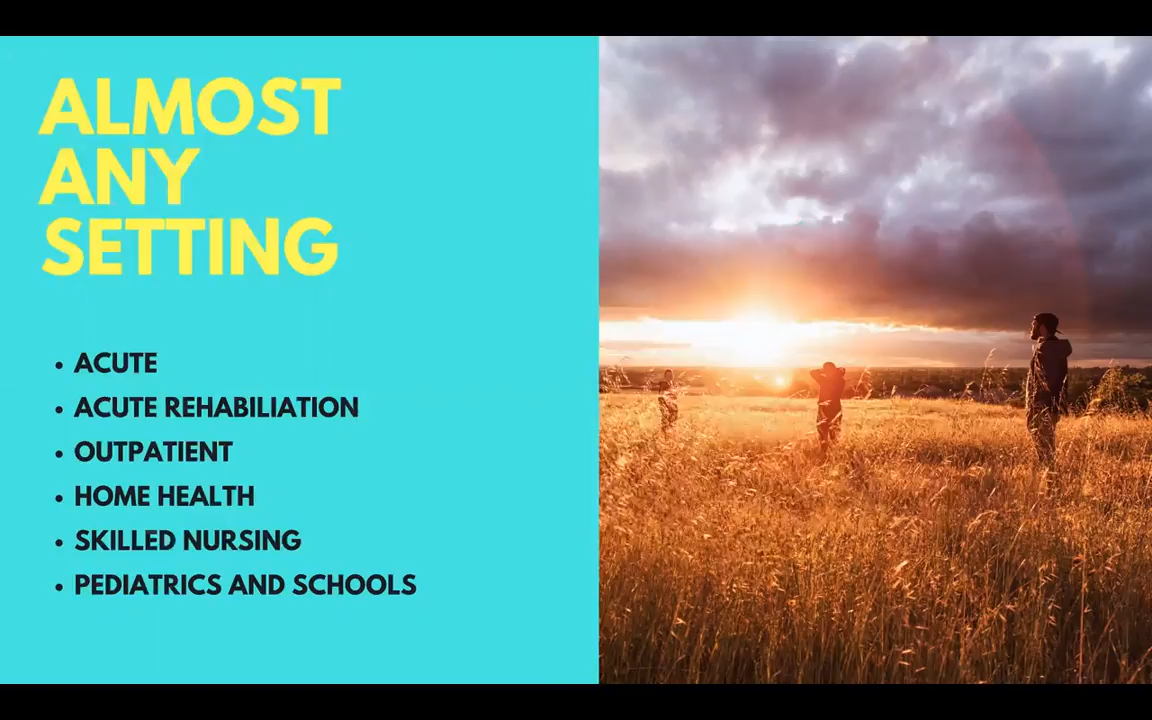 ALMOST
ANY
SETTING
• ACUTE
• ACUTE REHABILIATION
• OUTPATIENT
• HOME HEALTH
• SKILLED NURSING
• PEDIATRICS AND SCHOOLS